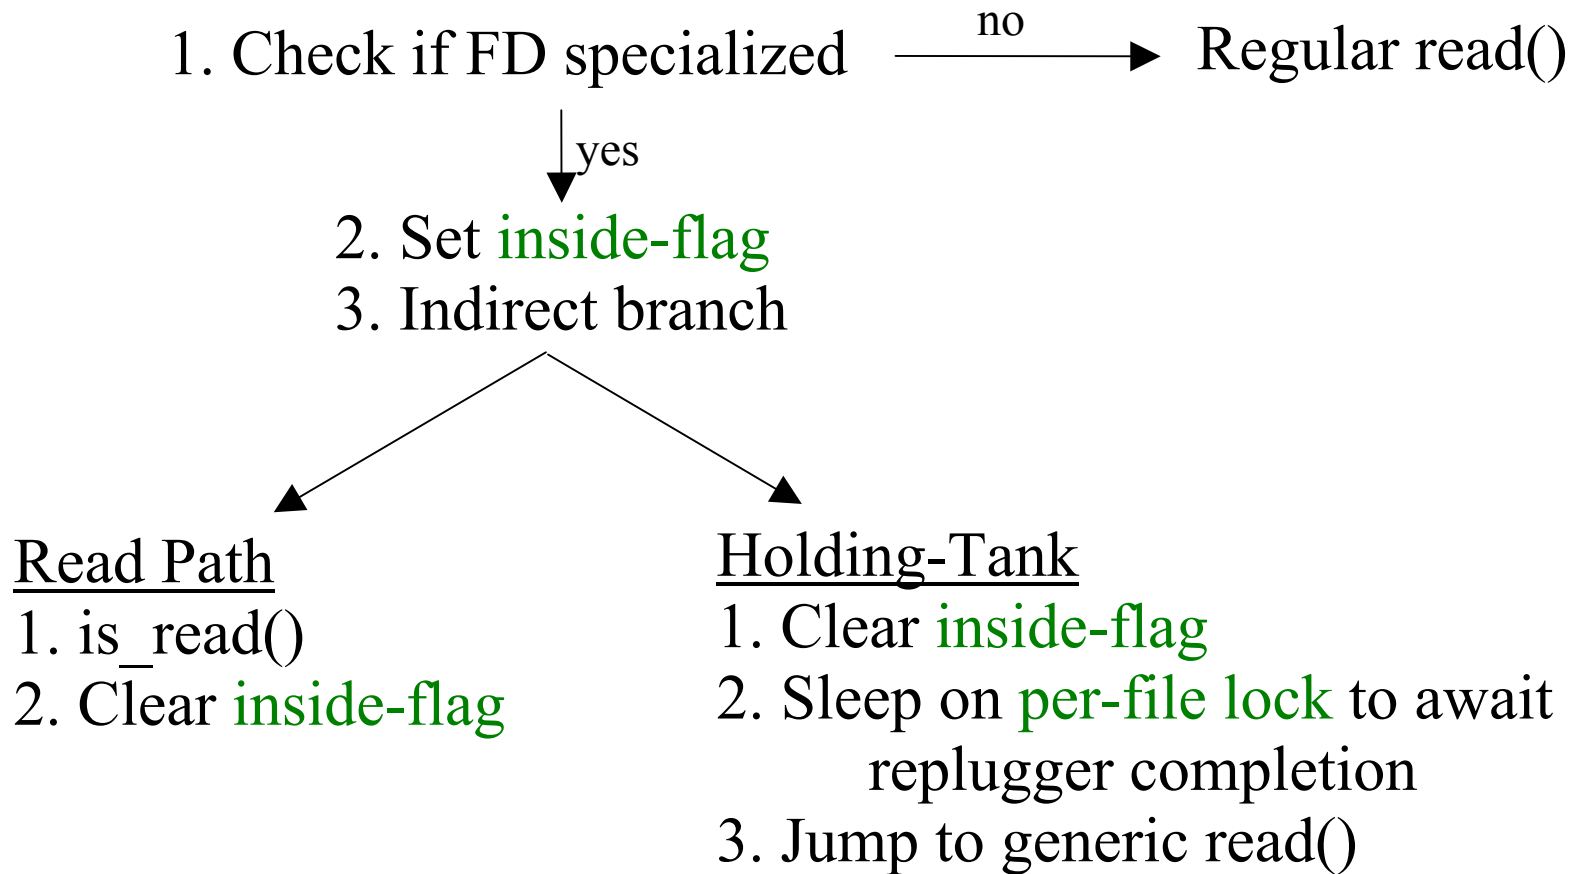 1. Check if FD specialized
no
Regular read()
yes
2. Set inside-flag
3. Indirect branch
Read Path
1. is_read()
2. Clear inside-flag
Holding-Tank
1. Clear inside-flag
2. Sleep on per-file lock to await
replugger completion
3. Jump to generic read()